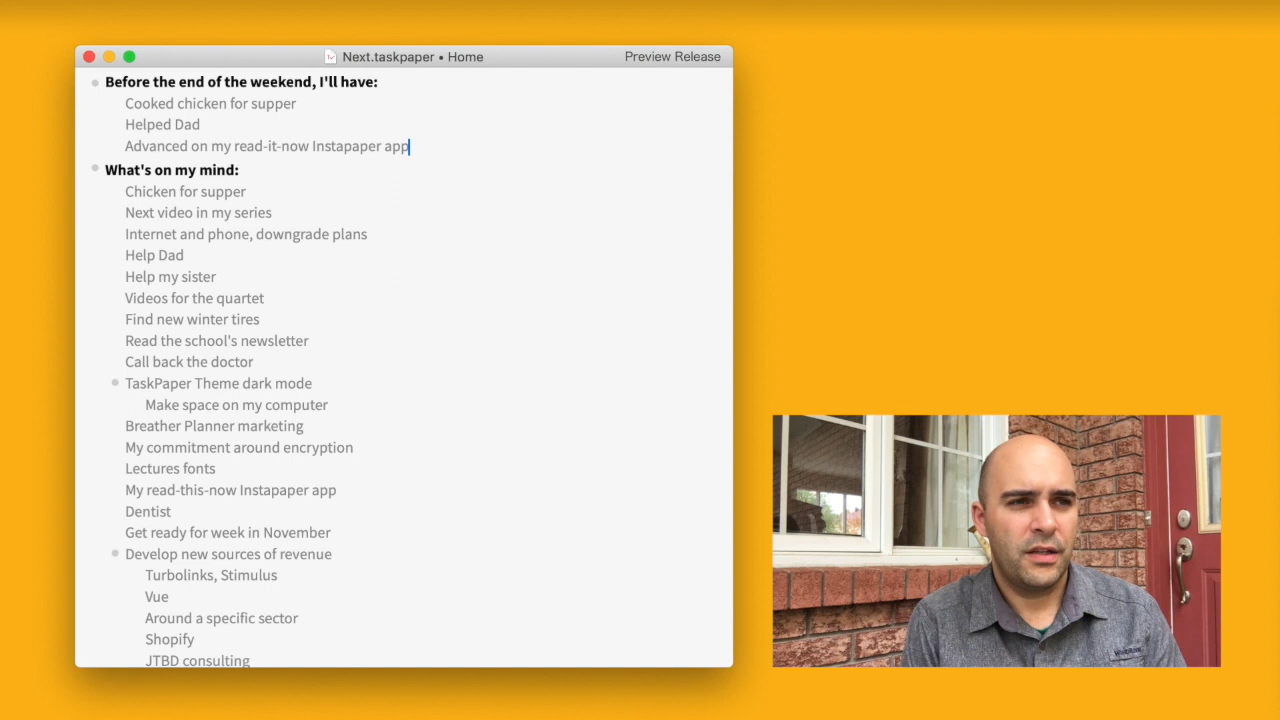 Next.taskpaper • Home
Preview Release
Before the end of the weekend, I'll have:
Cooked chicken for supper
Helped Dad
Advanced on my read-it-now Instapaper app
What's on my mind:
Chicken for supper
Next video in my series
Internet and phone, downgrade plans
Help Dad
Help my sister
Videos for the quartet
Find new winter tires
Read the school's newsletter
Call back the doctor
TaskPaper Theme dark mode
Make space on my computer
Breather Planner marketing
My commitment around encryption
Lectures fonts
My read-this-now Instapaper app
Dentist
Get ready for week in November
Develop new sources of revenue
Turbolinks, Stimulus
Vue
Around a specific sector
Shopify
JTBD consulting